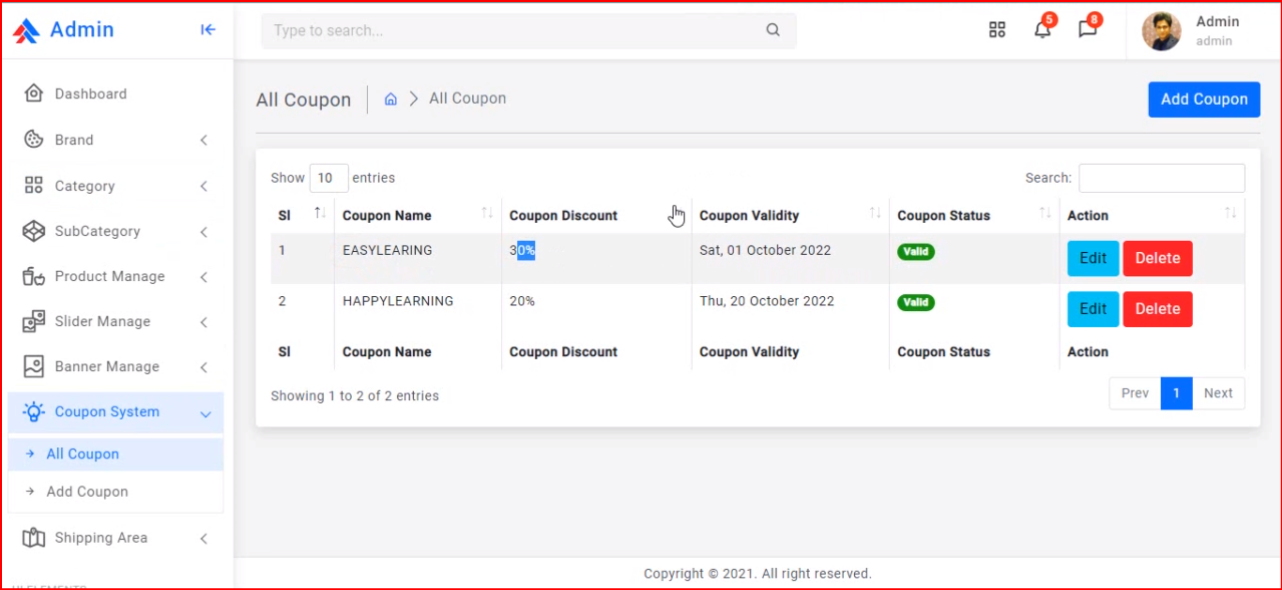 Admin
Type to search...
5
8
Admin
admin
Dashboard
Brand
Category
SubCategory
Product Manage
Slider Manage
Banner Manage
Coupon System
All Coupon
Add Coupon
Shipping Area
UI ELEMENTS
All Coupon
All Coupon
Add Coupon
Show 10 entries
Search:
Sl Coupon Name Coupon Discount Coupon Validity Coupon Status Action
1 EASYLEARING 30% Sat, 01 October 2022 Valid Edit Delete
2 HAPPYLEARNING 20% Thu, 20 October 2022 Valid Edit Delete
Sl Coupon Name Coupon Discount Coupon Validity Coupon Status Action
Showing 1 to 2 of 2 entries
Prev 1 Next
Copyright © 2021. All right reserved.